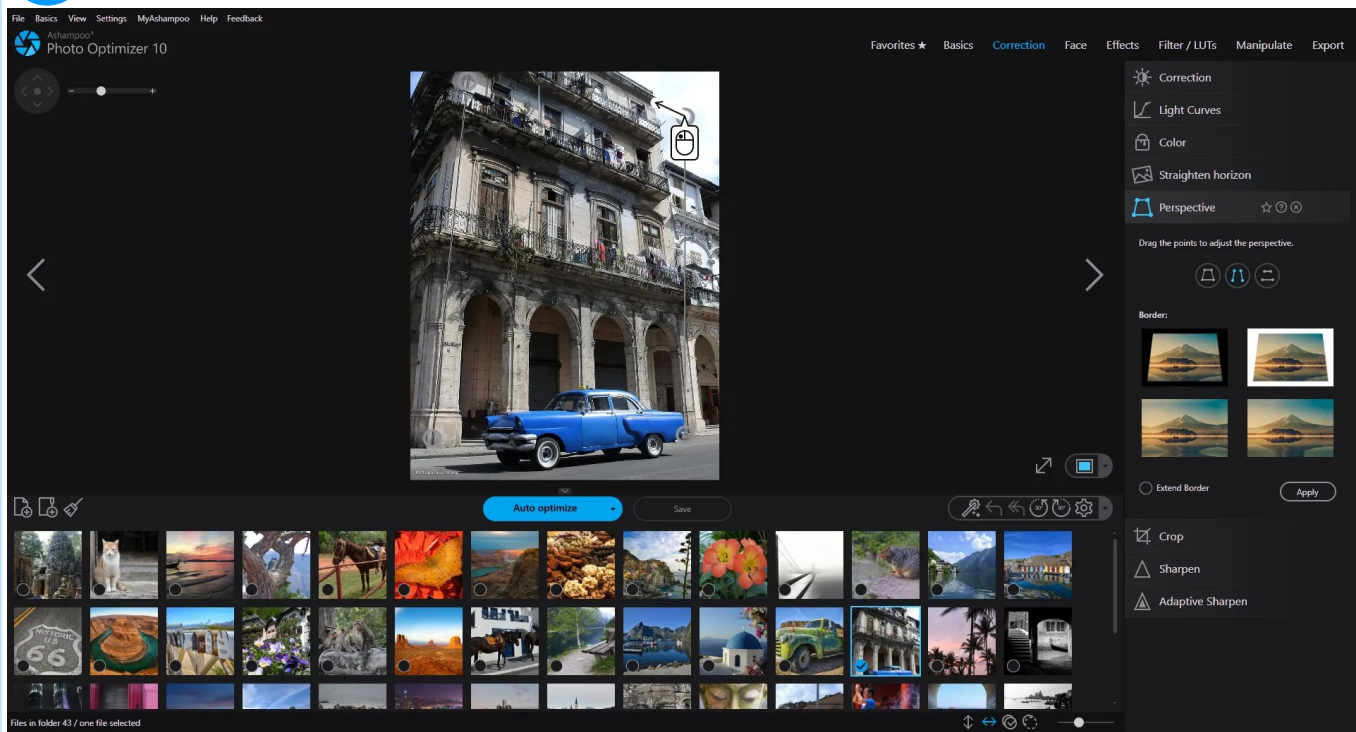 File Basics View Settings MyAshampoo Help Feedback
Ashampoo®
Photo Optimizer 10
Favorites ★ Basics Correction Face Effects Filter / LUTs Manipulate Export
Correction
Light Curves
Color
Straighten horizon
Perspective
Drag the points to adjust the perspective.
Border:
Extend Border
Apply
Auto optimize
Save
Crop
Sharpen
Adaptive Sharpen
HISTORIC
U S
66
Files in folder 43 / one file selected